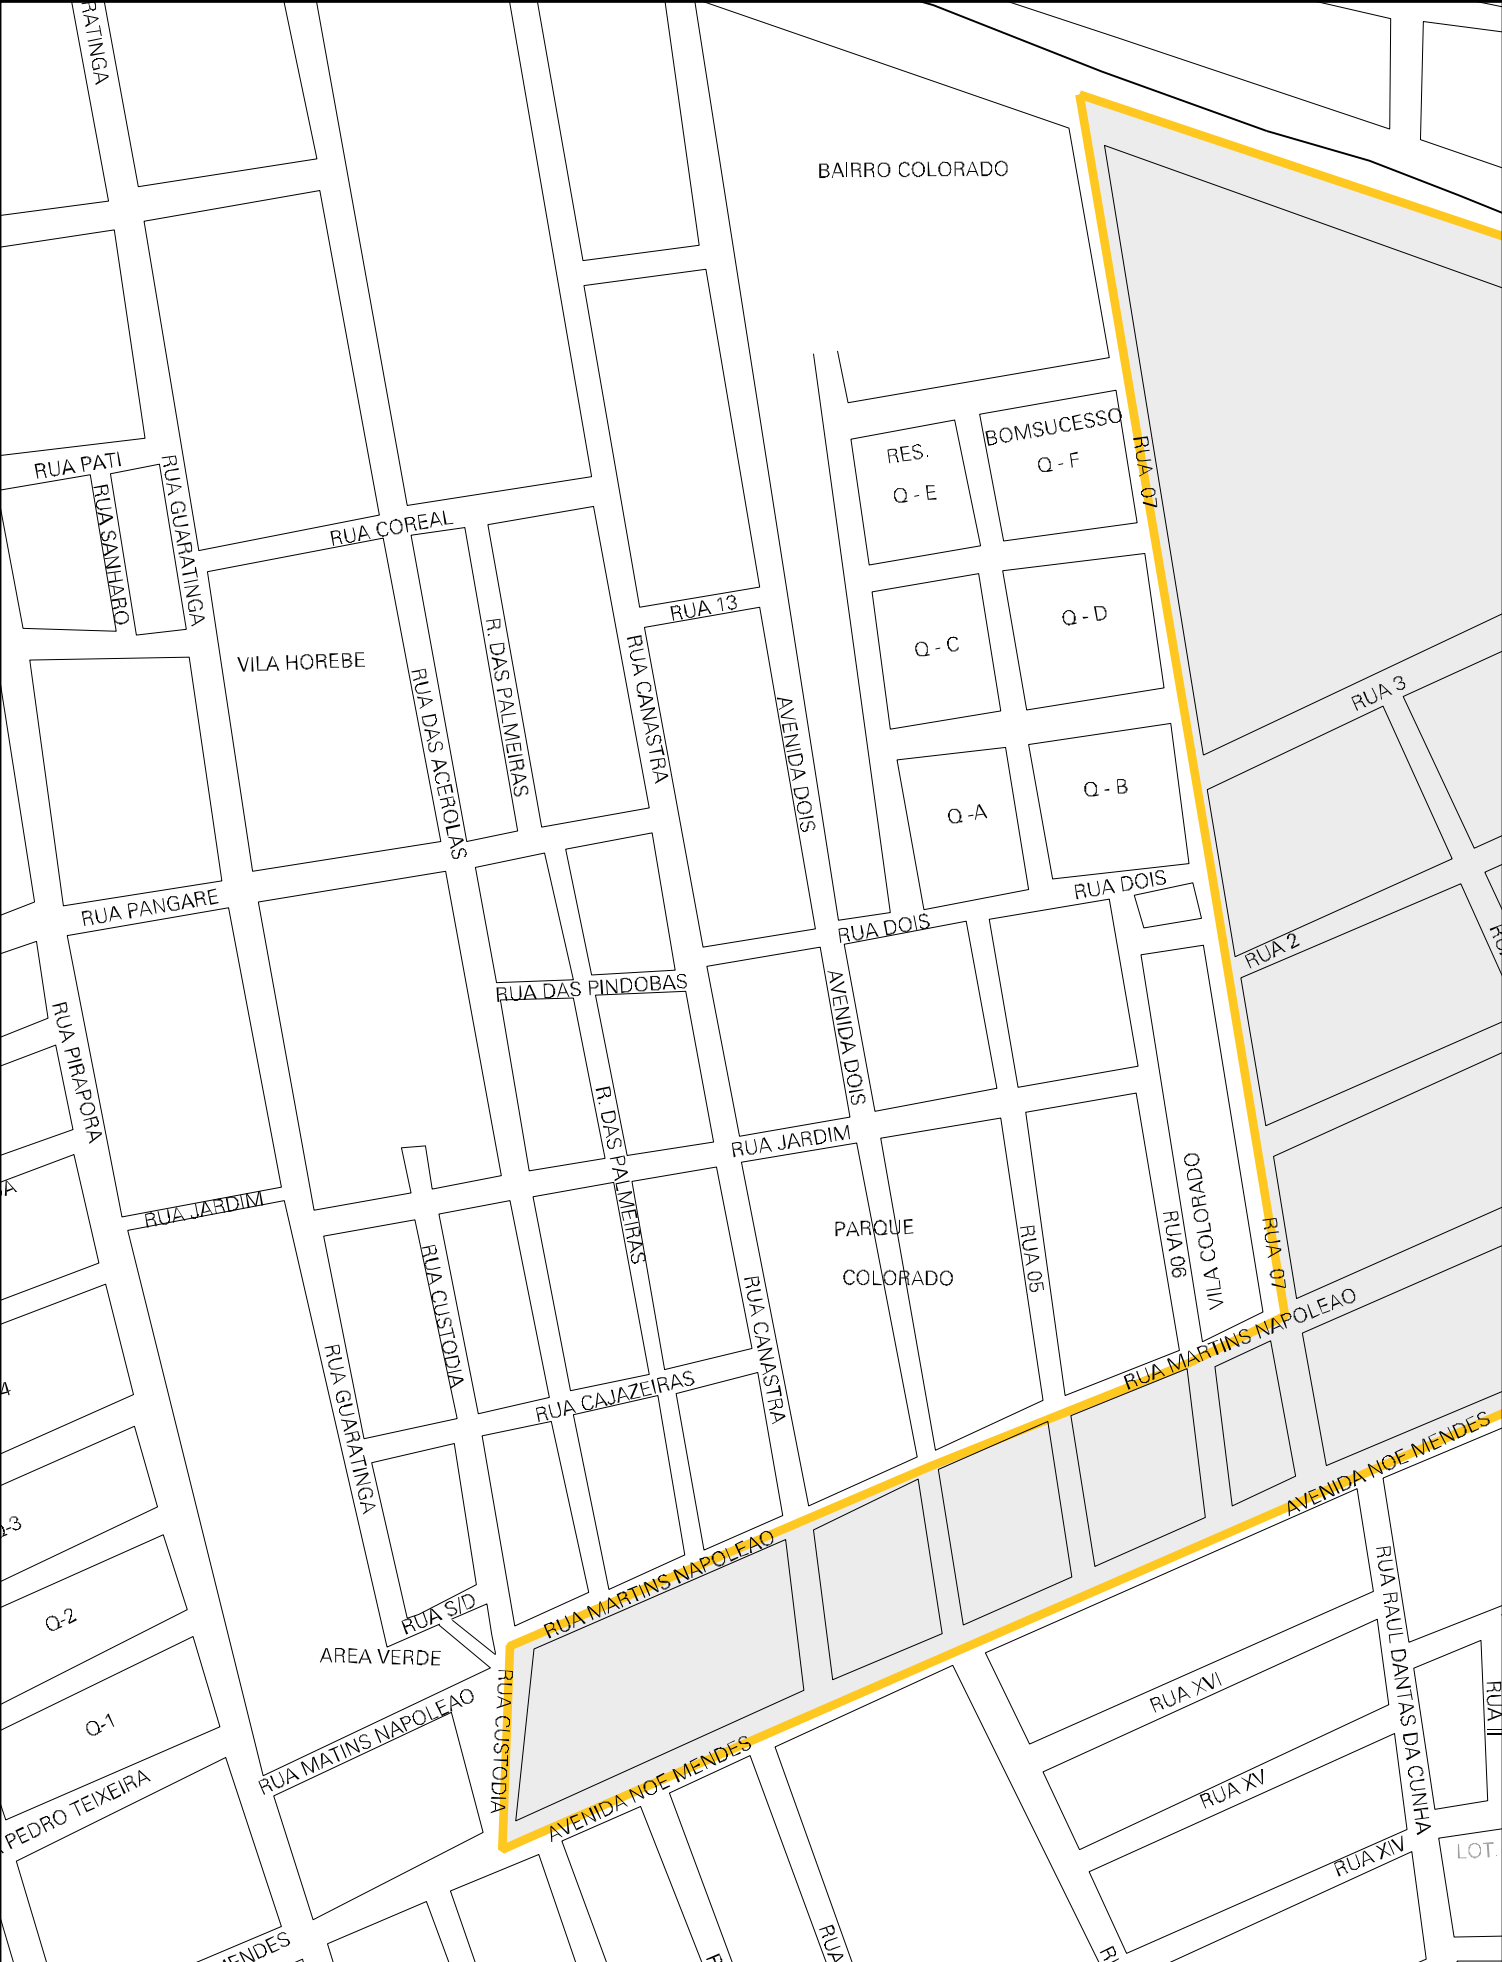 RATINGA
BAIRRO COLORADO
BOMSUCESSO
RES.
Q - F
Q - E
RUA 07
RUA PATI
RUA SANHARO
RUA GUARATINGA
RUA COREAL
RUA 13
Q - D
Q - C
VILA HOREBE
R. DAS PALMEIRAS
RUA CANASTRA
RUA DAS ACEROLAS
AVENIDA DOIS
RUA 3
Q - B
Q -A
RUA DOIS
RUA PANGARE
RUA DOIS
RUA 2
RUA DAS PINDOBAS
AVENIDA DOIS
RUA PIRAPORA
R. DAS PALMEIRAS
RUA JARDIM
RUA JARDIM
VILA COLORADO
PARQUE
COLORADO
RUA 05
RUA 06
RUA 07
RUA CUSTODIA
RUA CANASTRA
RUA MARTINS NAPOLEAO
RUA GUARATINGA
RUA CAJAZEIRAS
AVENIDA NOE MENDES
RUA MARTINS NAPOLEAO
RUA S/D
Q-2
AREA VERDE
RUA CUSTODIA
RUA RAUL DANTAS DA CUNHA
RUA XVI
RUA II
Q-1
RUA MATINS NAPOLEAO
AVENIDA NOE MENDES
PEDRO TEIXEIRA
RUA XV
RUA XIV
LOT.
MENDES
RUA